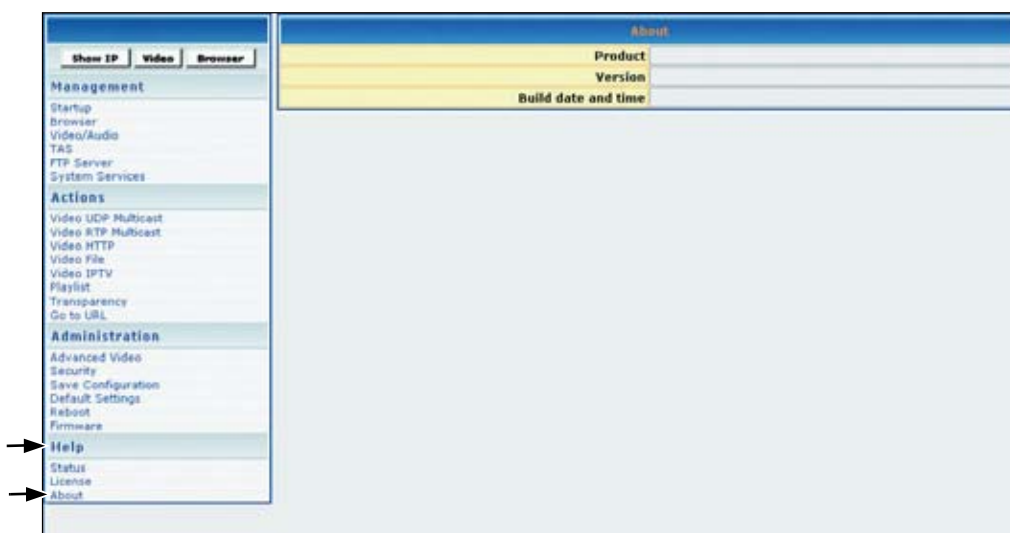 Show IP Video Browser
Management
Startup
Browser
Video/Audio
TAS
FTP Server
System Services
Actions
Video UDP Multicast
Video RTP Multicast
Video HTTP
Video File
Video IPTV
Playlist
Transparency
Go to URL
Administration
Advanced Video
Security
Save Configuration
Default Settings
Reboot
Firmware
Help
Status
License
About
About
Product
Version
Build date and time